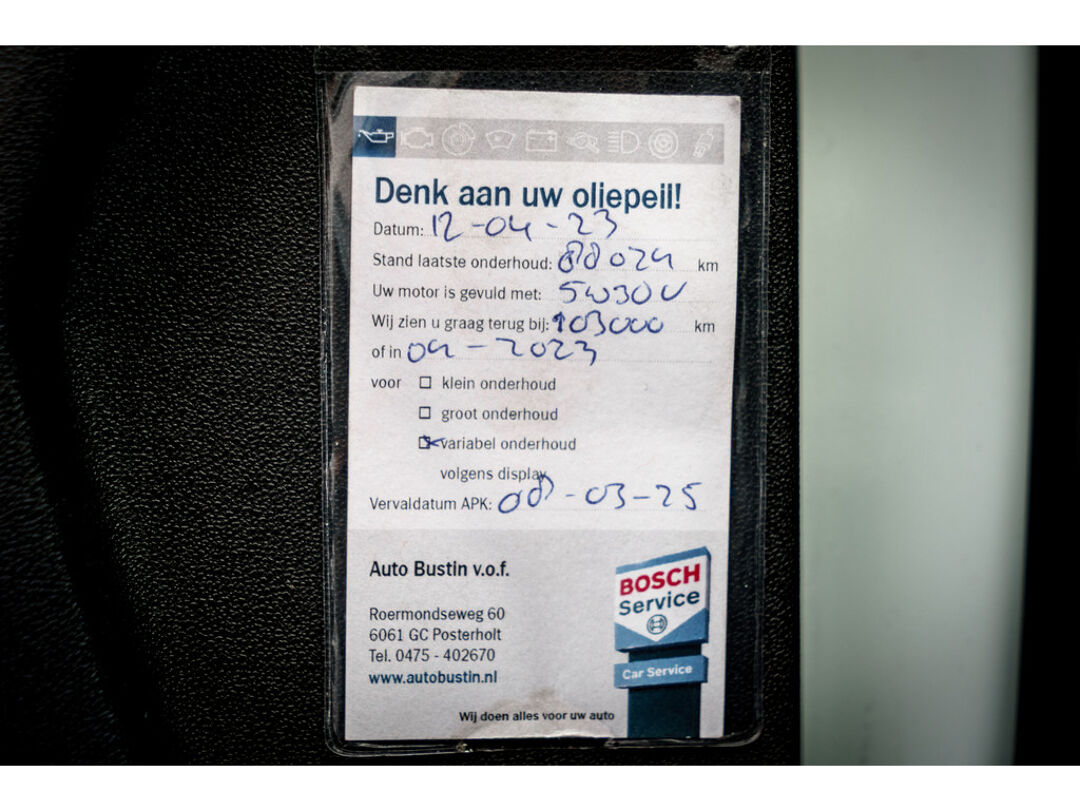 Denk aan uw oliepeil!
Datum: 12-04-23
Stand laatste onderhoud: 88024 km
Uw motor is gevuld met: 5W30 V
Wij zien u graag terug bij: 103000 km
of in 04-2023
voor klein onderhoud
groot onderhoud
variabel onderhoud
volgens display
Vervaldatum APK: 08-03-25
Auto Bustin v.o.f.
Roermondseweg 60
6061 GC Posterholt
Tel. 0475 - 402670
www.autobustin.nl
BOSCH
Service
Car Service
Wij doen alles voor uw auto